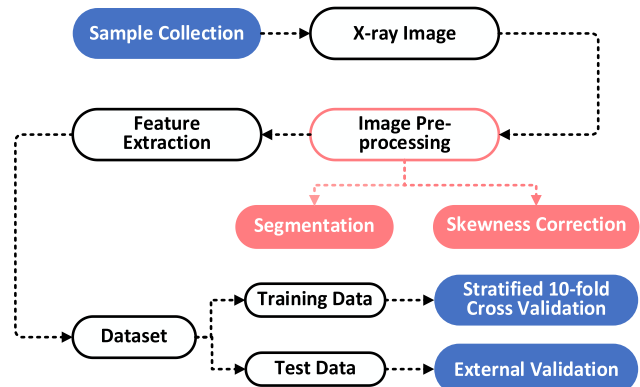 Sample Collection
X-ray Image
Feature
Extraction
Image Pre-
processing
Segmentation
Skewness Correction
Training Data
Stratified 10-fold
Cross Validation
Dataset
Test Data
External Validation